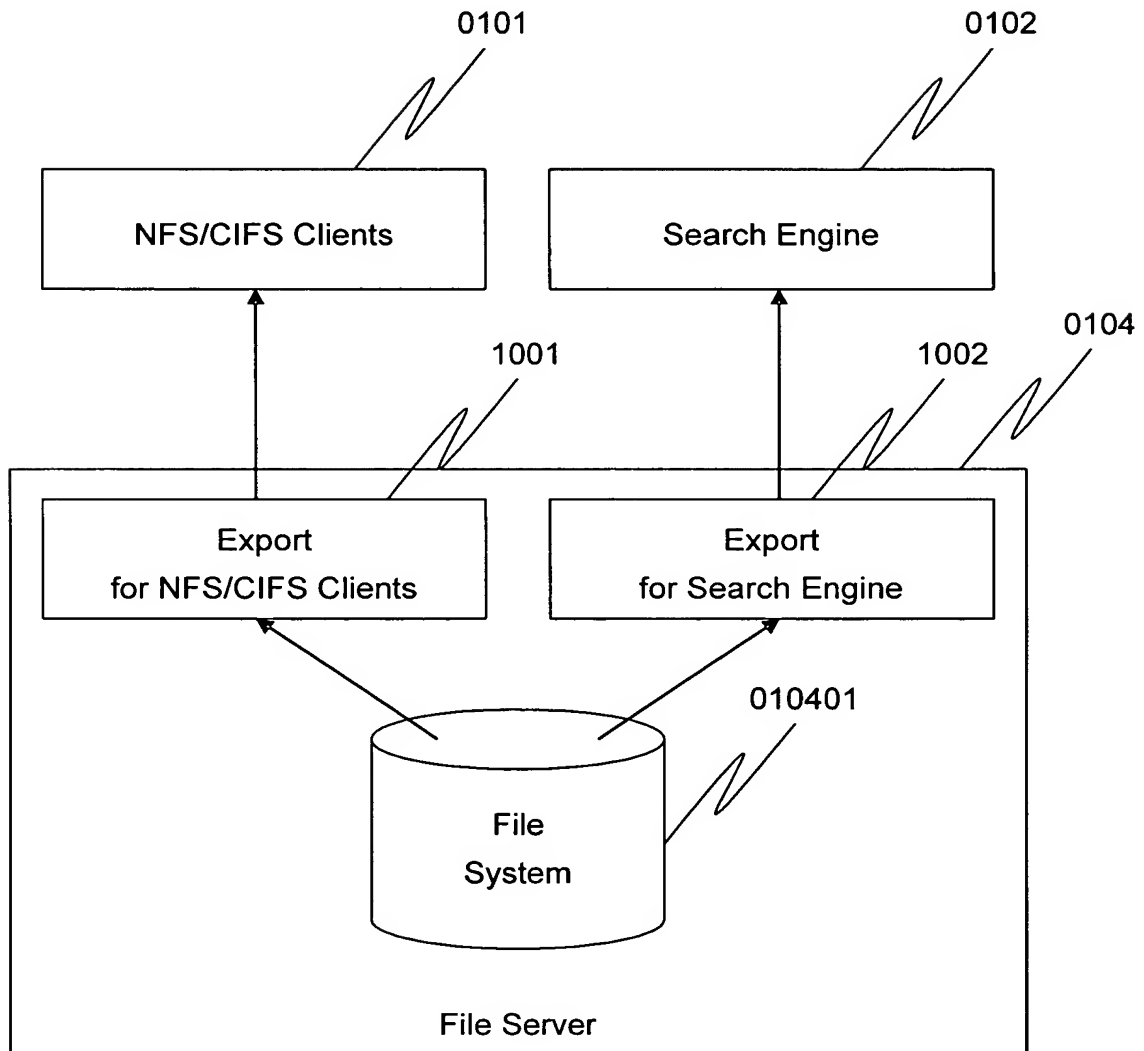 0101
0102
NFS/CIFS Clients
Search Engine
0104
1001
1002
Export
for NFS/CIFS Clients
Export
for Search Engine
010401
File
System
File Server